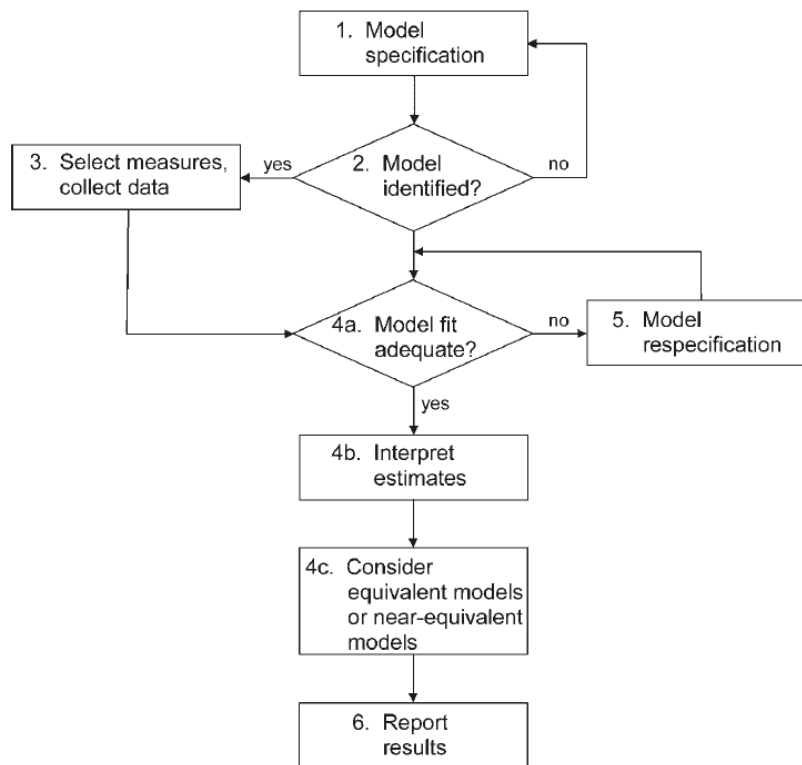 1. Model
specification
3. Select measures,
collect data
yes
2. Model
identified?
no
4a. Model fit
adequate?
no
5. Model
respecification
yes
4b. Interpret
estimates
4c. Consider
equivalent models
or near-equivalent
models
6. Report
results